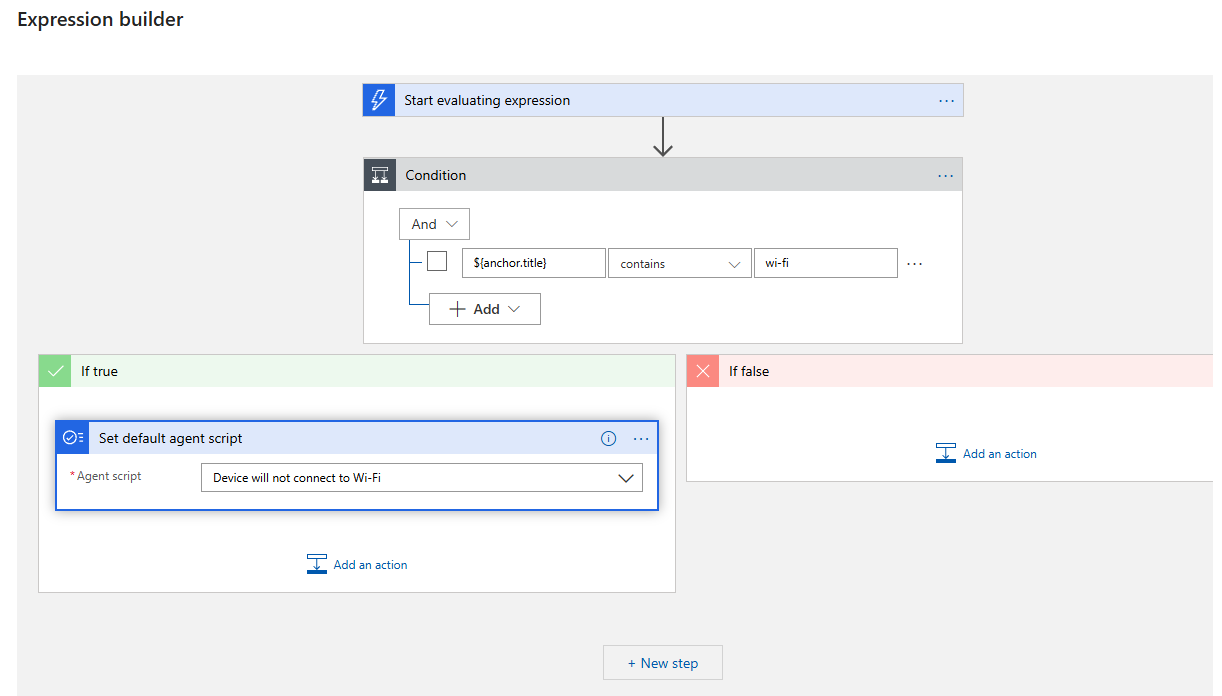 Expression builder
Start evaluating expression
Condition
And
${anchor.title} contains wi-fi
Add
If true
If false
Set default agent script
Add an action
*Agent script Device will not connect to Wi-Fi
Add an action
+ New step